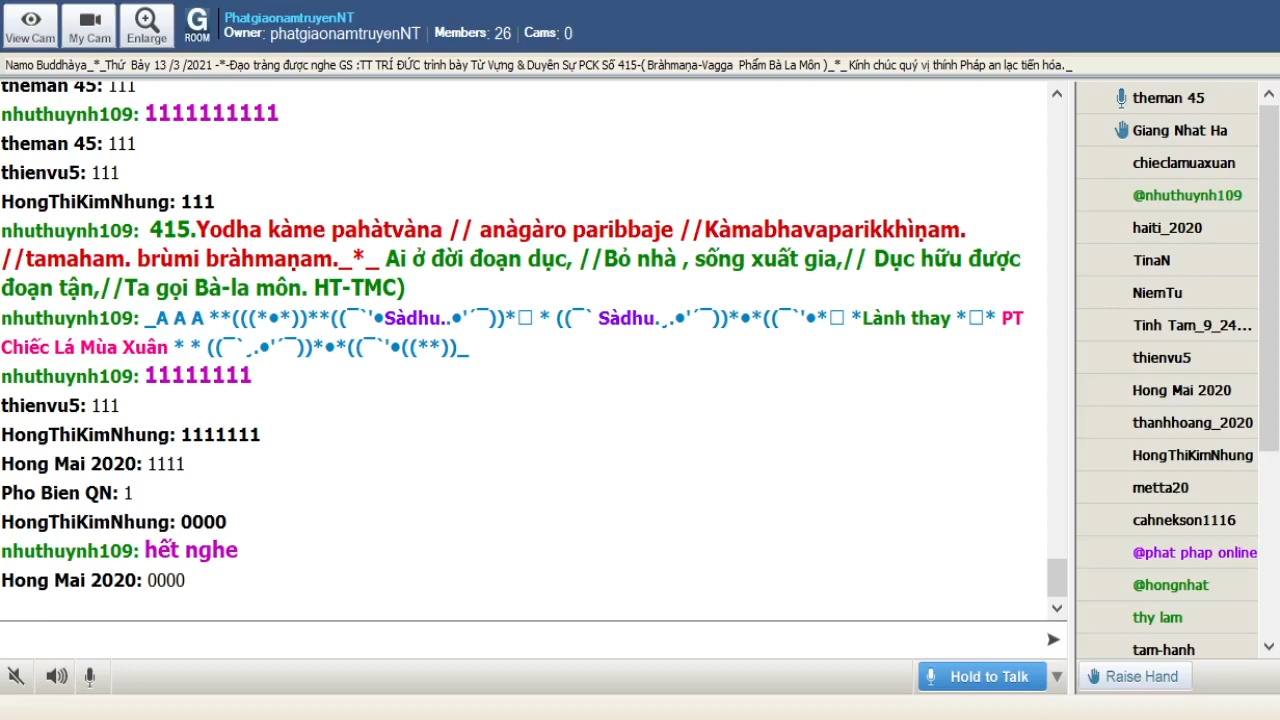 View Cam
My Cam
Enlarge
G
ROOM
PhatgiaonamtruyenNT
Owner: phatgiaonamtruyenNT | Members: 26 | Cams: 0
Namo Buddhàya_*_Thứ Bảy 13 /3 /2021 -*-Đạo tràng được nghe GS :TT TRÍ ĐỨC trình bày Từ Vựng & Duyên Sự PCK Số 415-( Bràhmaṇa-Vagga Phẩm Bà La Môn )_*_ Kính chúc quý vị thính Pháp an lạc tiến hóa._
theman 45: 111
nhuthuynh109: 1111111111
theman 45: 111
thienvu5: 111
HongThiKimNhung: 111
nhuthuynh109: 415.Yodha kàme pahàtvàna // anàgàro paribbaje //Kàmabhavaparikkhìṇam.
//tamaham. brùmi bràhmaṇam._*_ Ai ở đời đoạn dục, //Bỏ nhà , sống xuất gia,// Dục hữu được
đoạn tận,//Ta gọi Bà-la môn. HT-TMC)
nhuthuynh109: _A A A **(((*•*))**((¯`'•Sàdhu..•'´¯))*□ * ((¯` Sàdhu.¸.•'´¯))*•*((¯`'•*□ *Lành thay *□* PT
Chiếc Lá Mùa Xuân * * ((¯`¸.•'´¯))*•*((¯`'•((**))_
nhuthuynh109: 11111111
thienvu5: 111
HongThiKimNhung: 1111111
Hong Mai 2020: 1111
Pho Bien QN: 1
HongThiKimNhung: 0000
nhuthuynh109: hết nghe
Hong Mai 2020: 0000
theman 45
Giang Nhat Ha
chieclamuaxuan
@nhuthuynh109
haiti_2020
TinaN
NiemTu
Tinh Tam_9_24...
thienvu5
Hong Mai 2020
thanhhoang_2020
HongThiKimNhung
metta20
cahnekson1116
@phat phap online
@hongnhat
thy lam
tam-hanh
Hold to Talk
Raise Hand